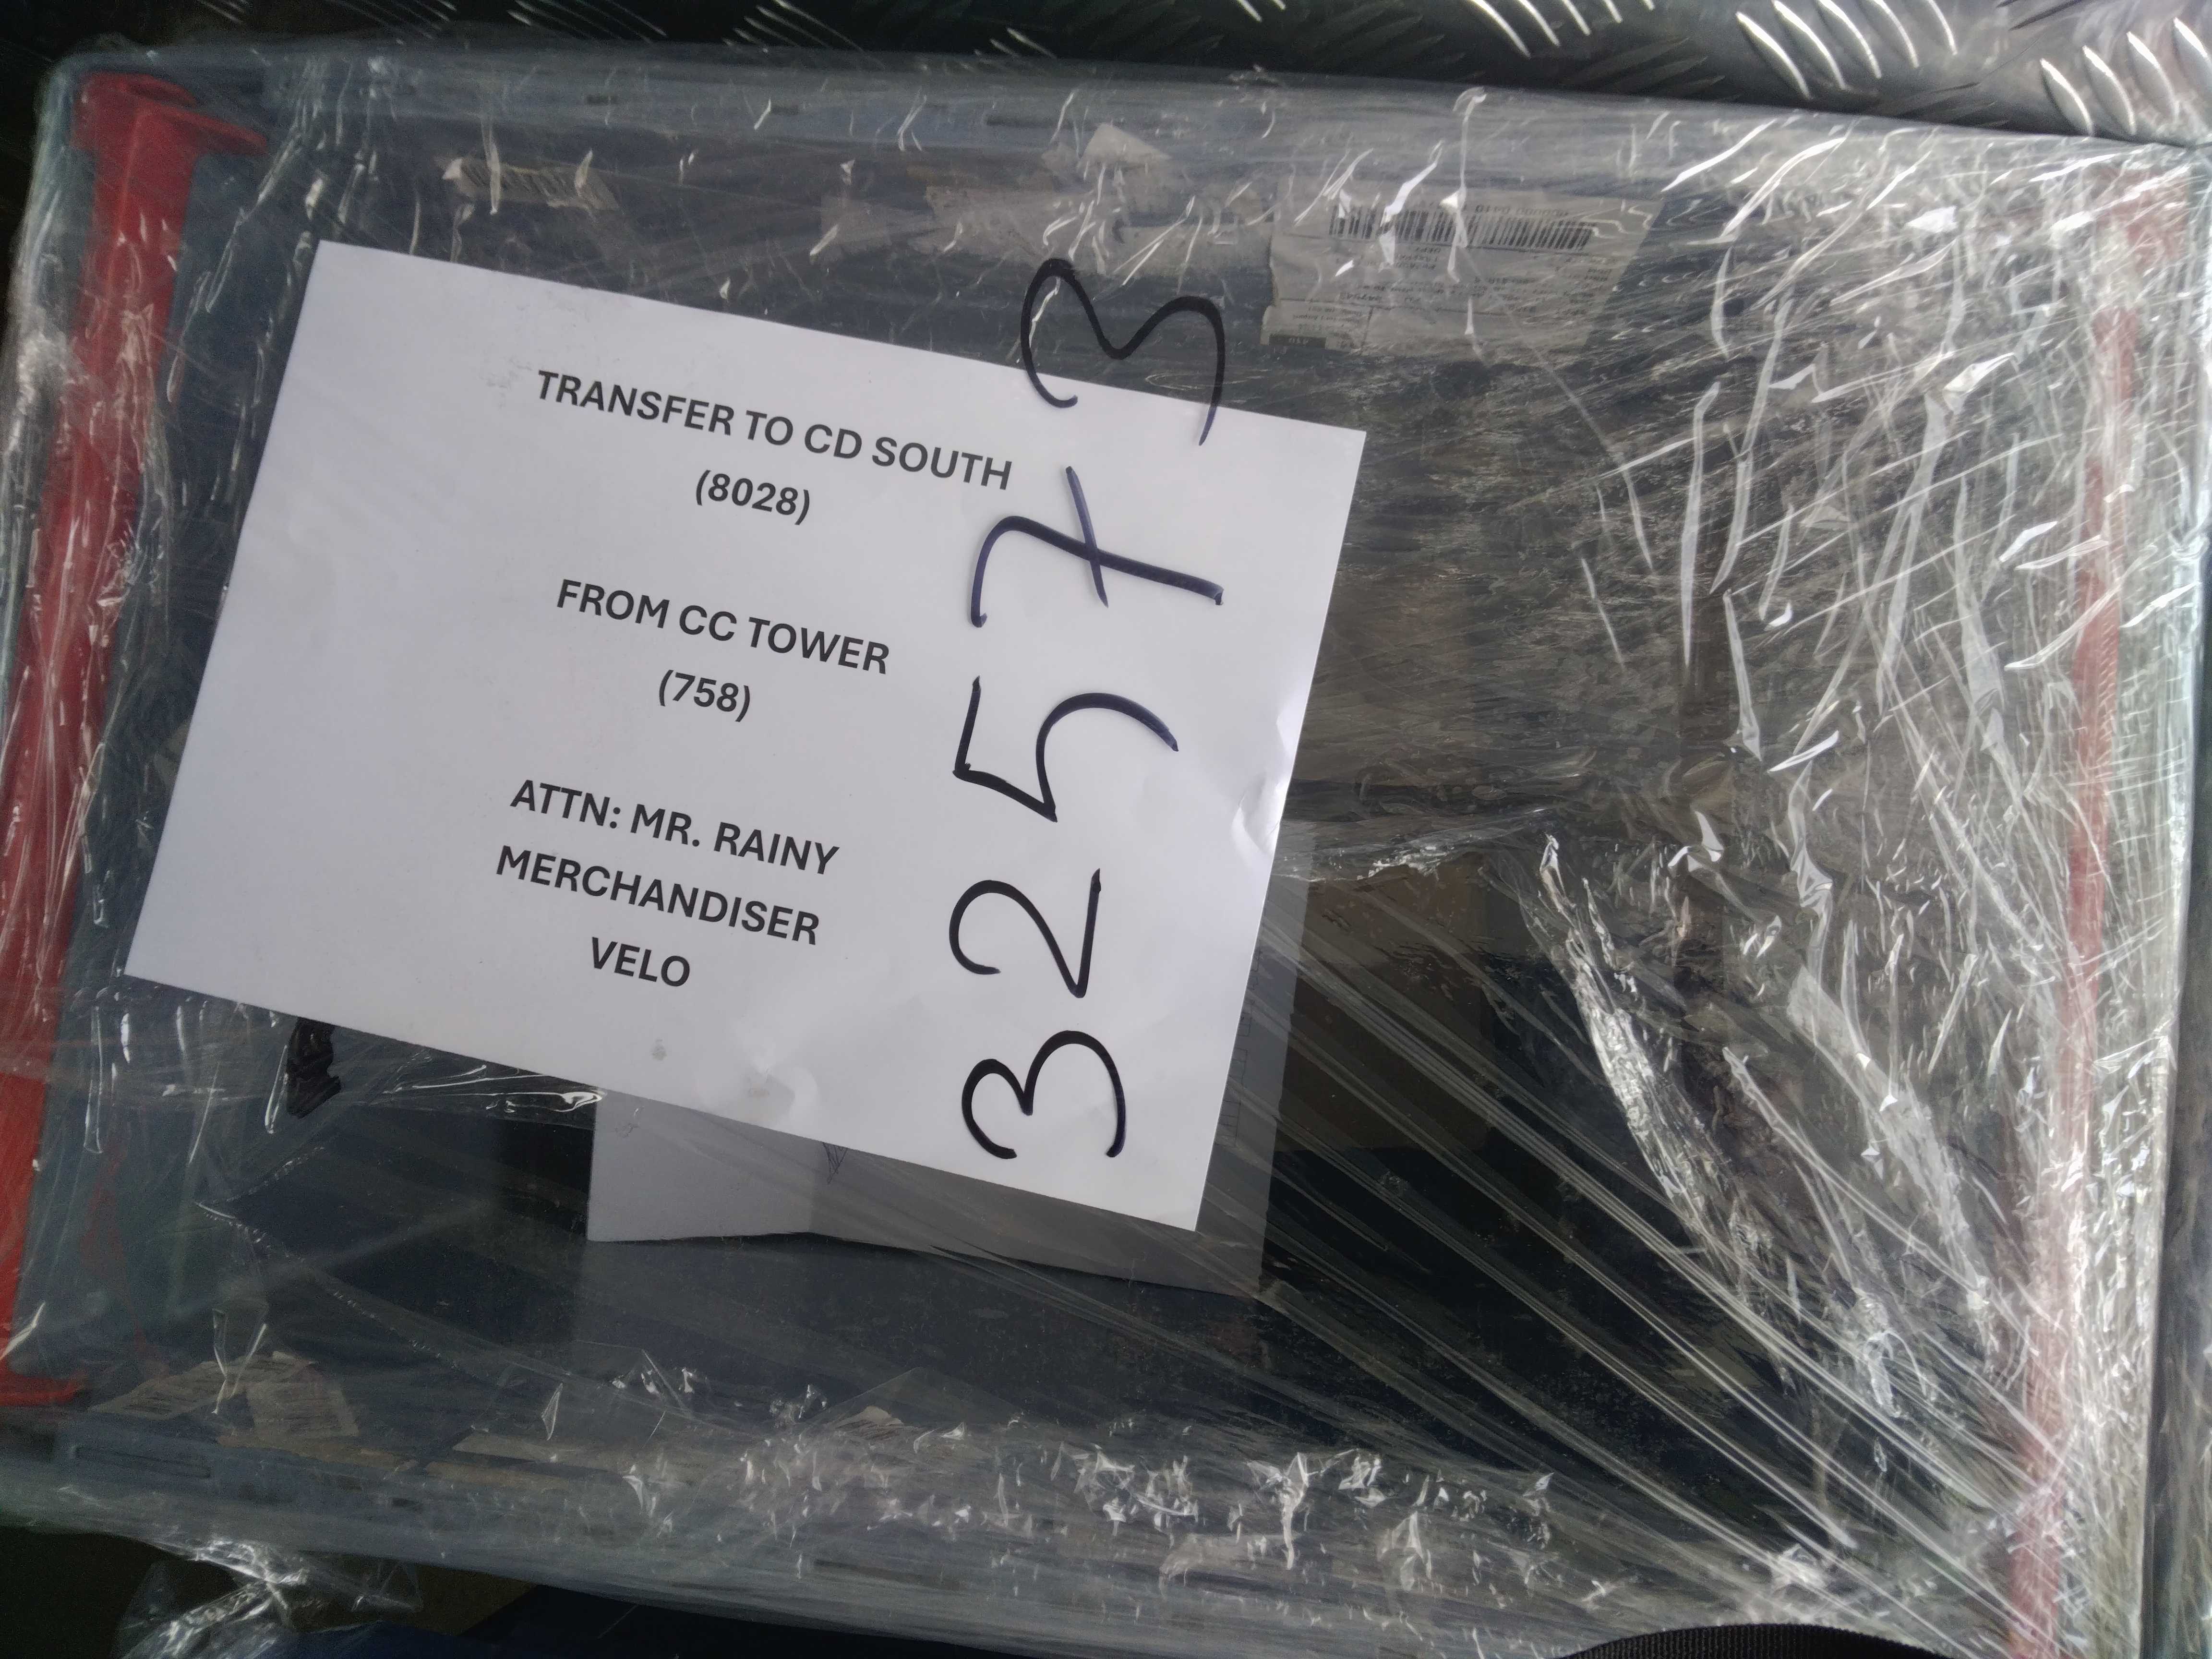 TRANSFER TO CD SOUTH
(8028)
FROM CC TOWER
(758)
ATTN: MR. RAINY
MERCHANDISER
VELO
32573